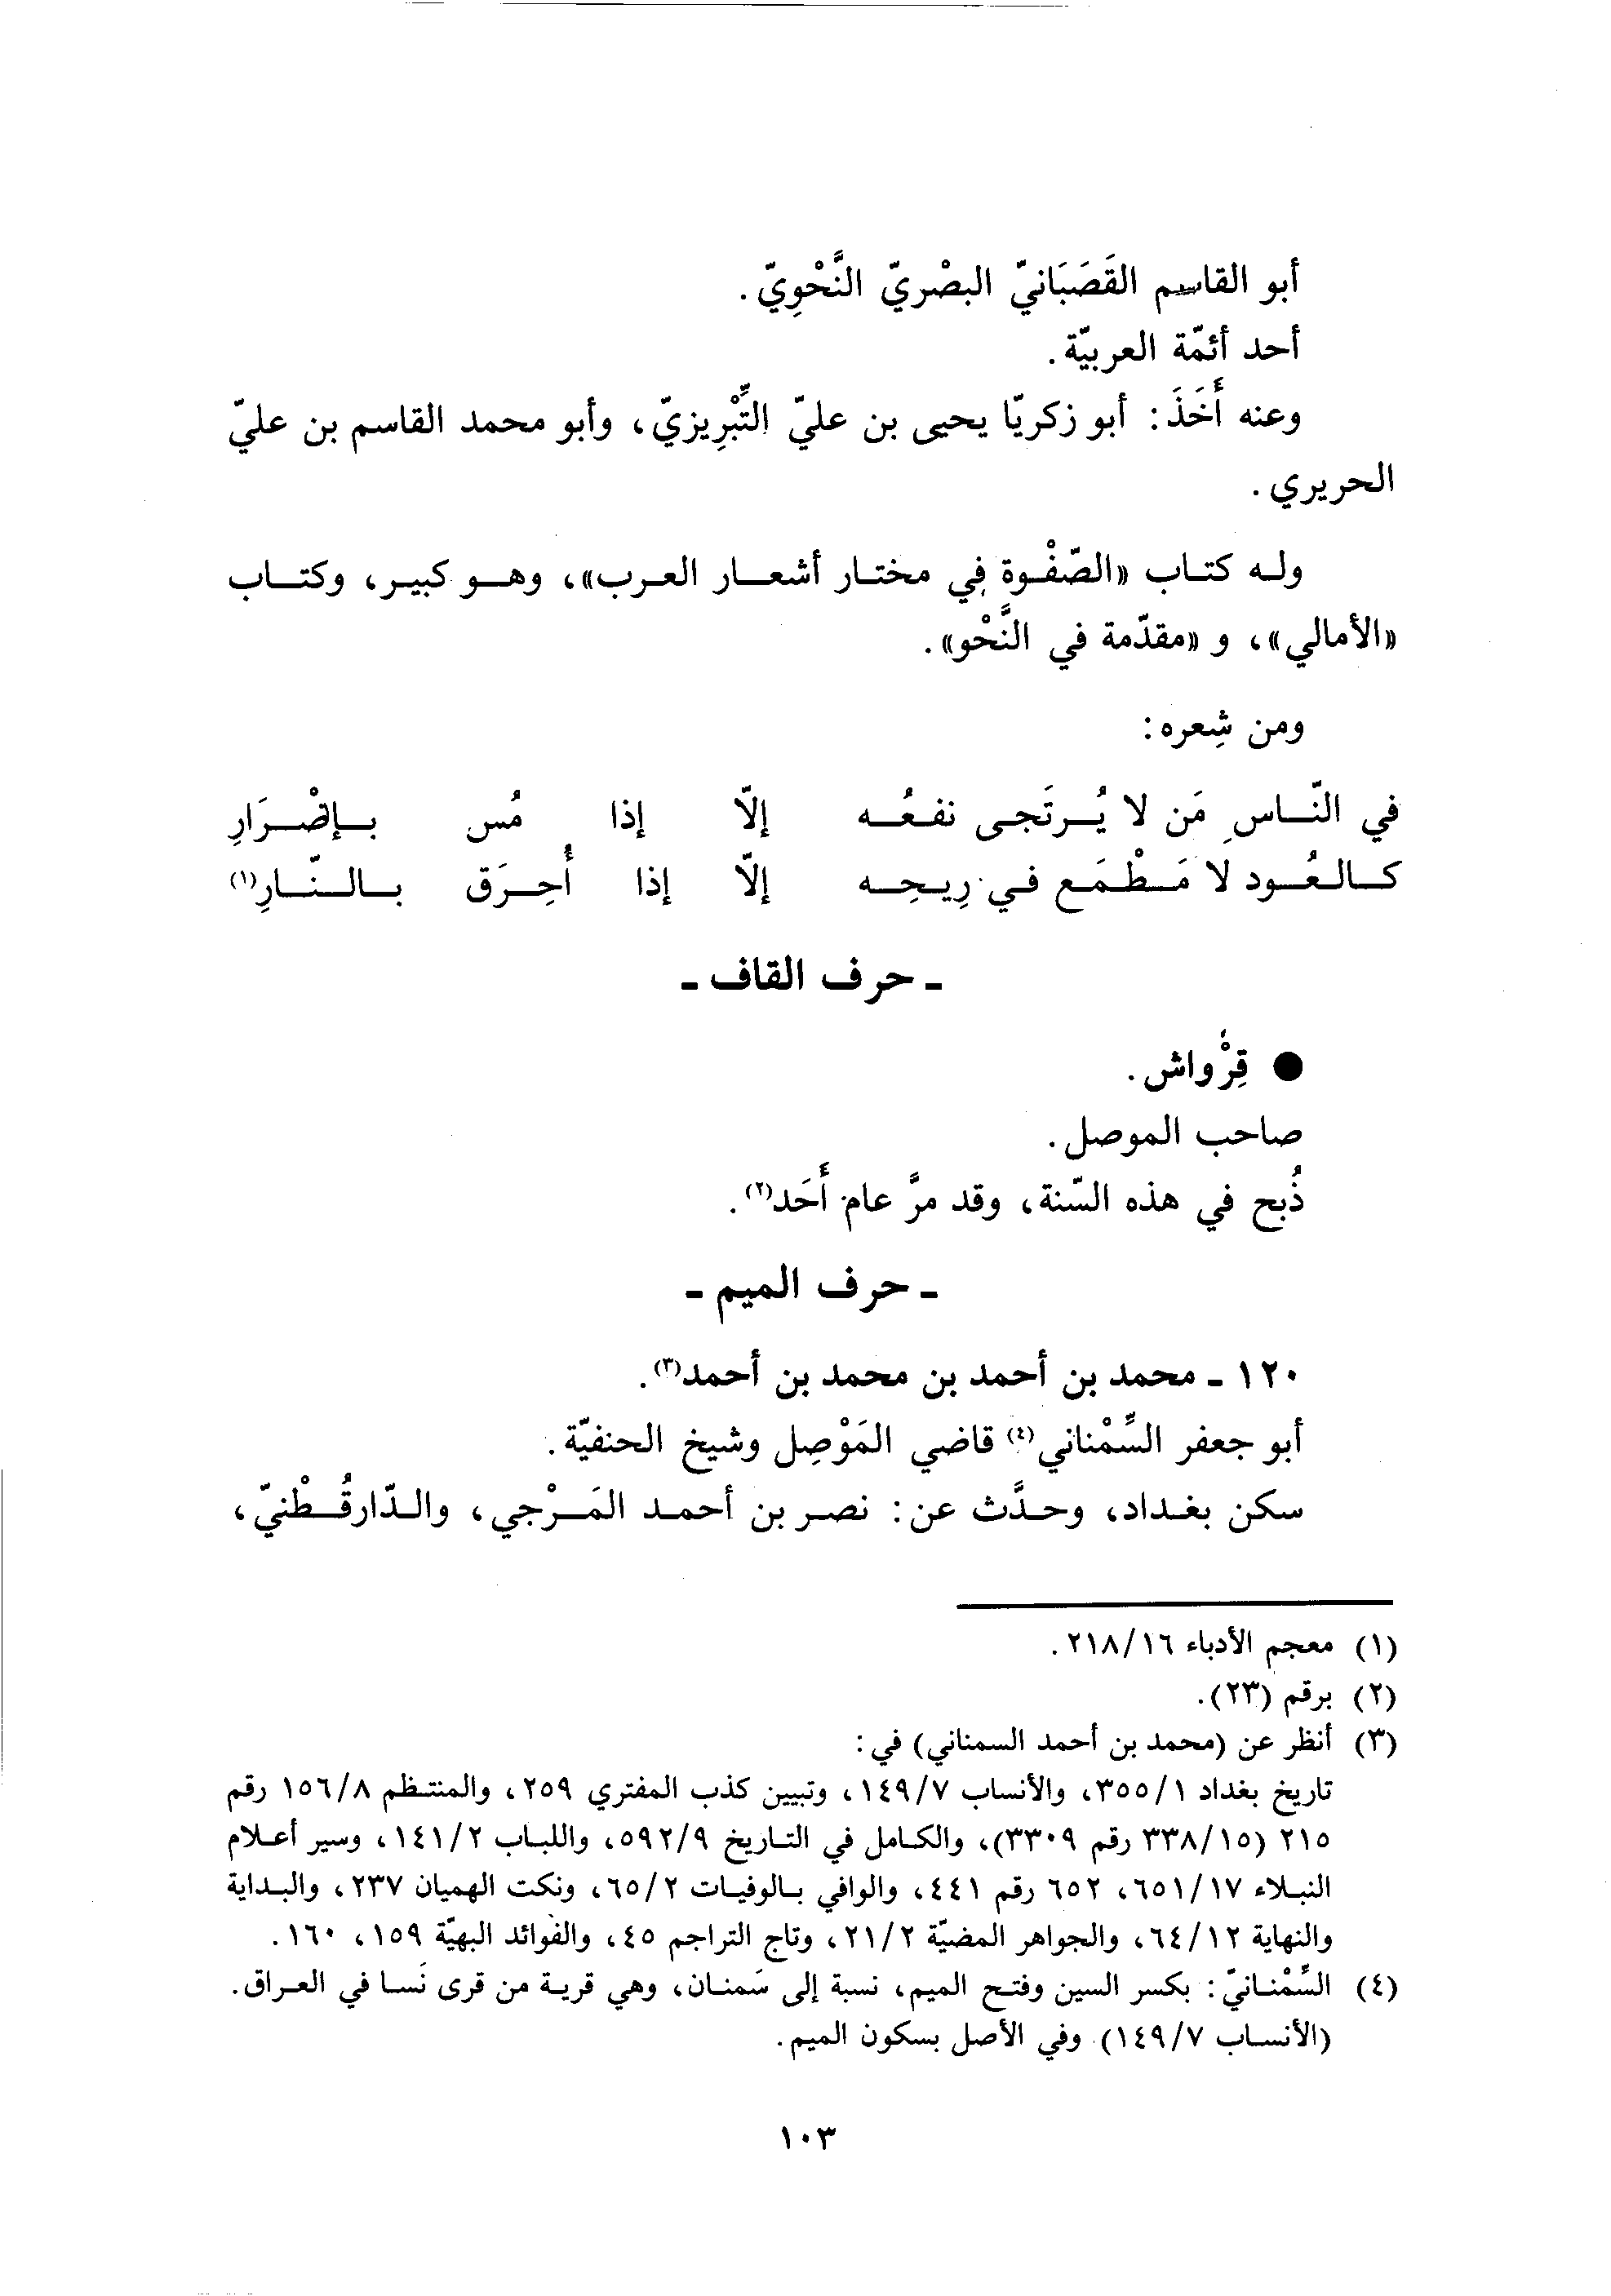 أبو القاسم القَصَبَانيّ البصْريّ النَّحْوِيّ.
أحد أئمّة العربيّة.
وعنه أَخَذَ: أبو زكريّا يحيى بن عليّ التِّبْرِيزيّ، وأبو محمد القاسم بن عليّ
الحريري.
وله كتاب «الصّفْوة في مختار أشعار العرب»، وهو كبير، وكتاب
«الأمالي»، و «مقدّمة في النَّحْو».
ومن شِعره:
في النّاسِ مَن لا يُرتَجى نفعُه إلاّ إذا مُس بإضْرَارِ
كالعُود لا مَطْمَع في رِيحِه إلاّ إذا أُحِرَق بالنّارِ(١)
ـ حرف القاف ـ
● قِرْواش.
صاحب الموصل.
ذُبح في هذه السّنة، وقد مرَّ عام أَحَد(٢).
ـ حرف الميم ـ
١٢٠ ـ محمد بن أحمد بن محمد بن أحمد(٣).
أبو جعفر السِّمْناني(٤) قاضي المَوْصِل وشيخ الحنفيّة.
سكن بغداد، وحدَّث عن: نصر بن أحمد المَرْجي، والدّارقُطْنيّ،
(١) معجم الأدباء ٢١٨/١٦.
(٢) برقم (٢٣).
(٣) أنظر عن (محمد بن أحمد السمناني) في:
تاريخ بغداد ٣٥٥/١، والأنساب ١٤٩/٧، وتبيين كذب المفتري ٢٥٩، والمنتظم ١٥٦/٨ رقم
٢١٥ (٣٣٨/١٥ رقم ٣٣٠٩)، والكامل في التاريخ ٥٩٢/٩، واللباب ١٤١/٢، وسير أعلام
النبلاء ٦٥١/١٧، ٦٥٢ رقم ٤٤١، والوافي بالوفيات ٦٥/٢، ونكت الهميان ٢٣٧، والبداية
والنهاية ٦٤/١٢، والجواهر المضيّة ٢١/٢، وتاج التراجم ٤٥، والفوائد البهيّة ١٥٩، ١٦٠.
(٤) السِّمْنانيّ: بكسر السين وفتح الميم، نسبة إلى سَمنان، وهي قرية من قرى نَسا في العراق.
(الأنساب ١٤٩/٧) وفي الأصل بسكون الميم.
١٠٣